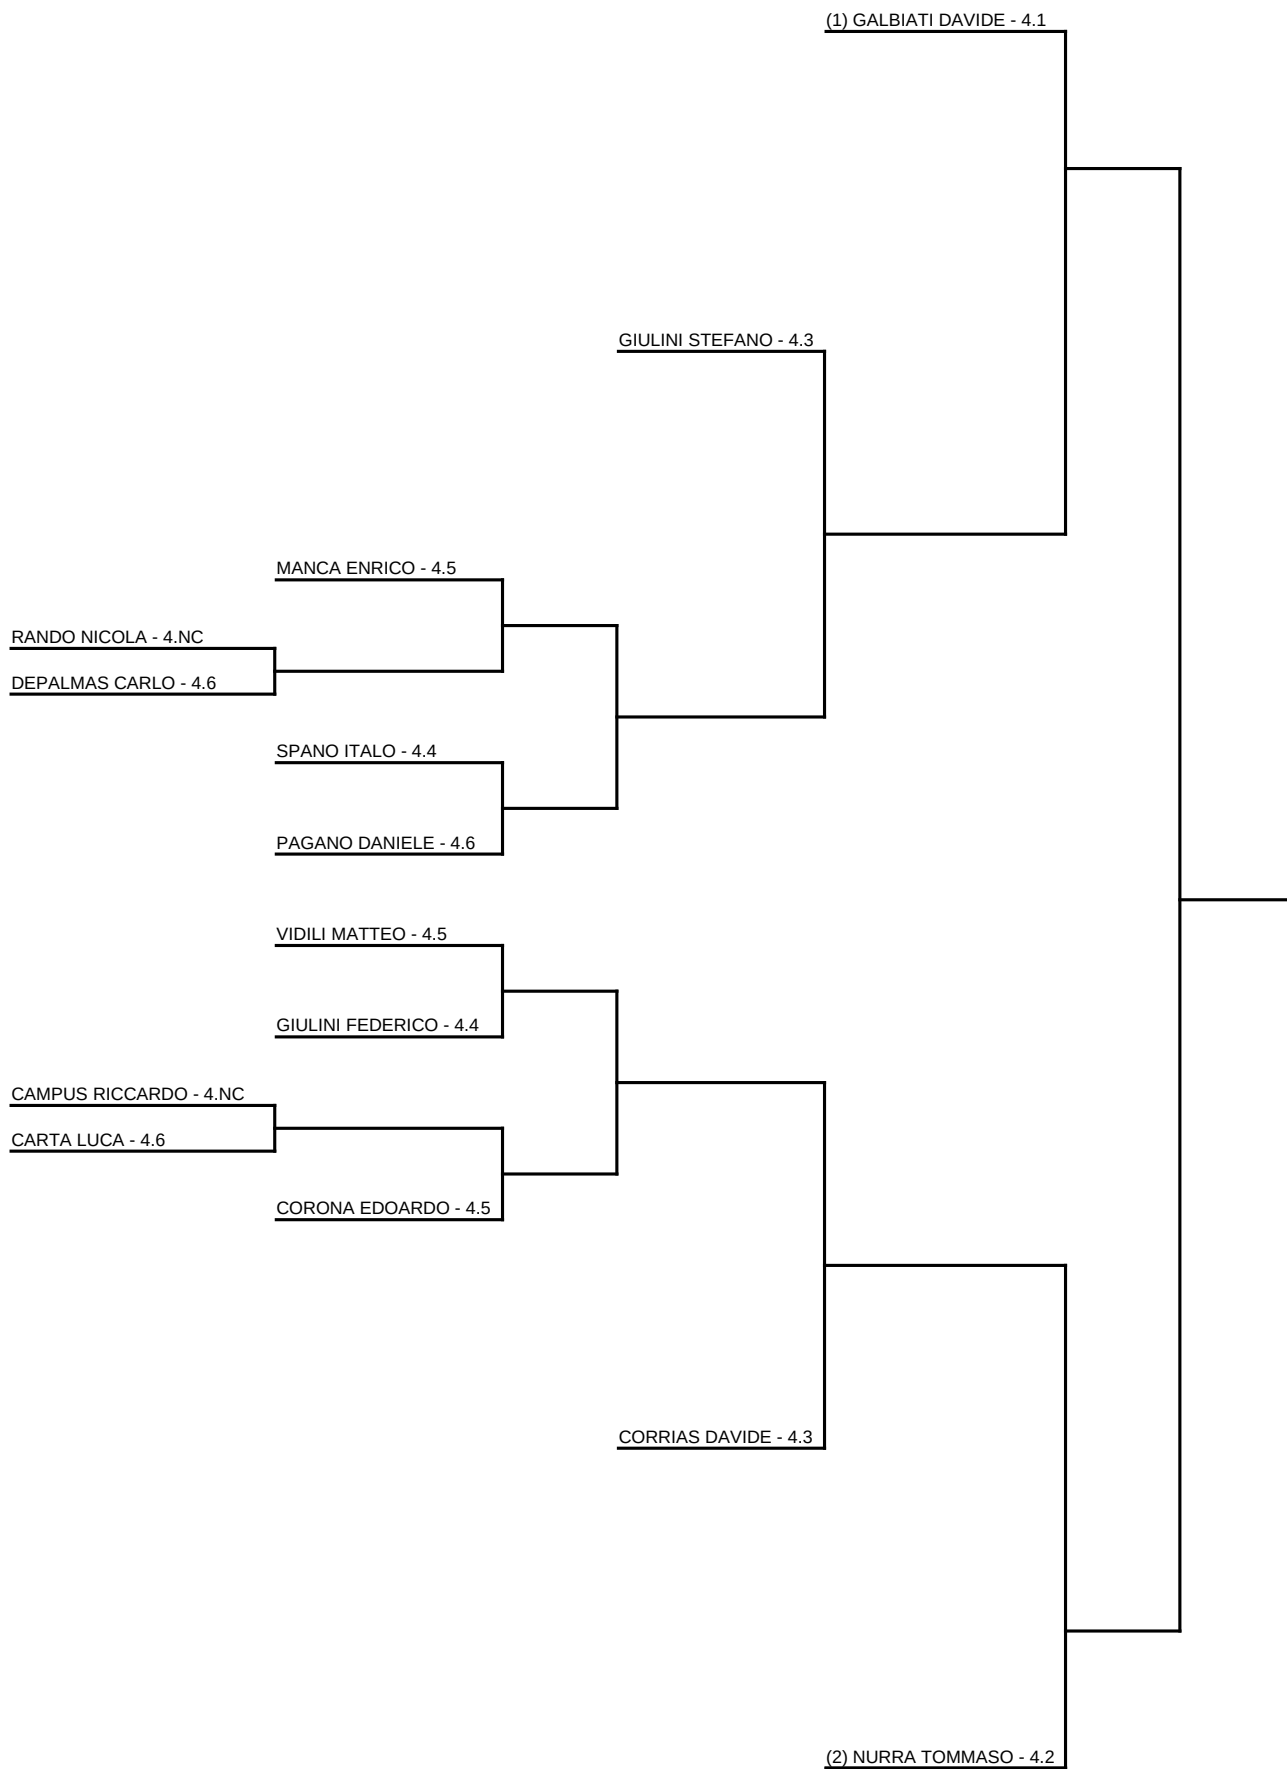 (1) GALBIATI DAVIDE - 4.1
GIULINI STEFANO - 4.3
MANCA ENRICO - 4.5
RANDO NICOLA - 4.NC
DEPALMAS CARLO - 4.6
SPANO ITALO - 4.4
PAGANO DANIELE - 4.6
VIDILI MATTEO - 4.5
GIULINI FEDERICO - 4.4
CAMPUS RICCARDO - 4.NC
CARTA LUCA - 4.6
CORONA EDOARDO - 4.5
CORRIAS DAVIDE - 4.3
(2) NURRA TOMMASO - 4.2